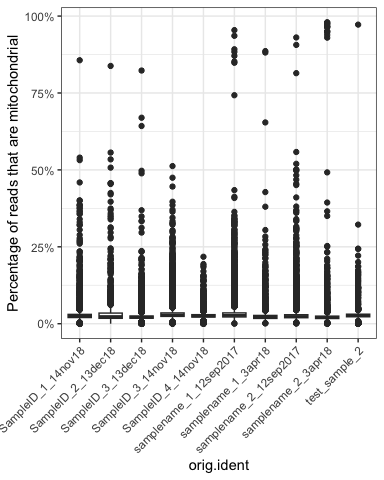 Percentage of reads that are mitochondrial
100%
75%
50%
25%
0%
SampleID_1_14nov18
SampleID_2_13dec18
SampleID_3_13dec18
SampleID_3_14nov18
SampleID_4_14nov18
samplename_1_12sep2017
samplename_1_3apr18
samplename_2_12sep2017
samplename_2_3apr18
test_sample_2
orig.ident